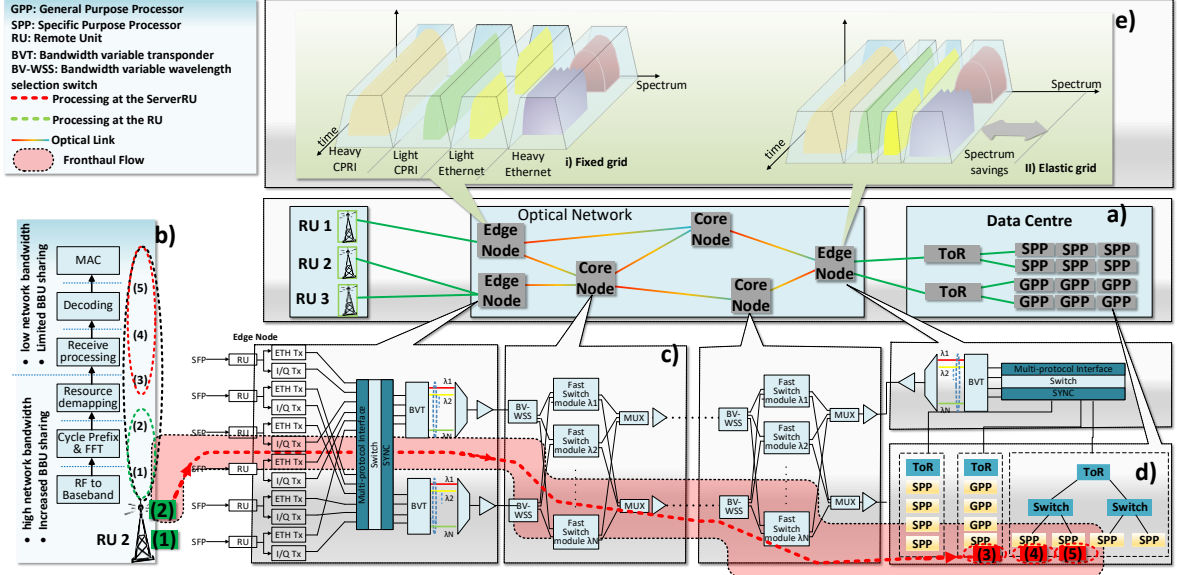 GPP: General Purpose Processor
SPP: Specific Purpose Processor
RU: Remote Unit
BVT: Bandwidth variable transponder
BV-WSS: Bandwidth variable wavelength
selection switch
Processing at the ServerRU
Processing at the RU
Optical Link
Fronthaul Flow
e)
Spectrum
time
Heavy CPRI
Light CPRI
Light Ethernet
Heavy Ethernet
i) Fixed grid
Spectrum
time
Spectrum savings
II) Elastic grid
a)
RU 1
RU 2
RU 3
Optical Network
Edge Node
Edge Node
Core Node
Core Node
Core Node
Edge Node
Data Centre
ToR
ToR
SPP SPP SPP
SPP SPP SPP
GPP GPP GPP
GPP GPP GPP
b)
• low network bandwidth
• Limited BBU sharing
• high network bandwidth
• Increased BBU sharing
MAC
Decoding
Receive processing
Resource demapping
Cycle Prefix & FFT
RF to Baseband
(5)
(4)
(3)
(2)
(1)
(2)
(1)
RU 2
c)
Edge Node
SFP RU ETH Tx
I/Q Tx
SFP RU ETH Tx
I/Q Tx
SFP RU ETH Tx
I/Q Tx
SFP RU ETH Tx
I/Q Tx
SFP RU ETH Tx
I/Q Tx
SFP RU ETH Tx
I/Q Tx
Multi-protocol Interface
Switch
SYNC
BVT
λ1
λ2
λN
BVT
λ1
λ2
λN
BV-WSS
BV-WSS
Fast Switch module λ1
Fast Switch module λ2
Fast Switch module λN
MUX
MUX
BV-WSS
BV-WSS
Fast Switch module λ1
Fast Switch module λ2
Fast Switch module λN
MUX
MUX
λ1
λ2
λN
BVT
Multi-protocol Interface
Switch
SYNC
d)
ToR
SPP
SPP
SPP
SPP
ToR
GPP
GPP
GPP
SPP
(3)
ToR
Switch
Switch
SPP SPP SPP SPP
(4)
(5)